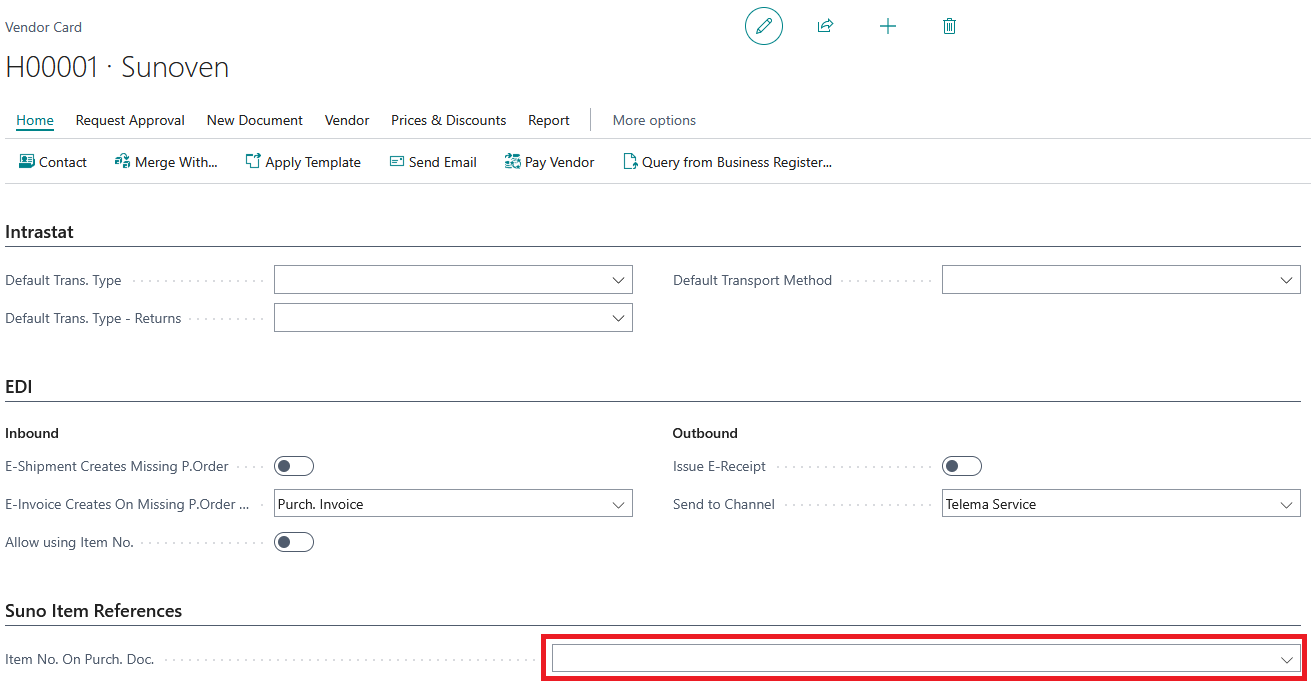 Vendor Card
H00001 · Sunoven
Home Request Approval New Document Vendor Prices & Discounts Report More options
Contact Merge With... Apply Template Send Email Pay Vendor Query from Business Register...
Intrastat
Default Trans. Type Default Transport Method
Default Trans. Type - Returns
EDI
Inbound Outbound
E-Shipment Creates Missing P.Order Issue E-Receipt
E-Invoice Creates On Missing P.Order ... Purch. Invoice Send to Channel Telema Service
Allow using Item No.
Suno Item References
Item No. On Purch. Doc.